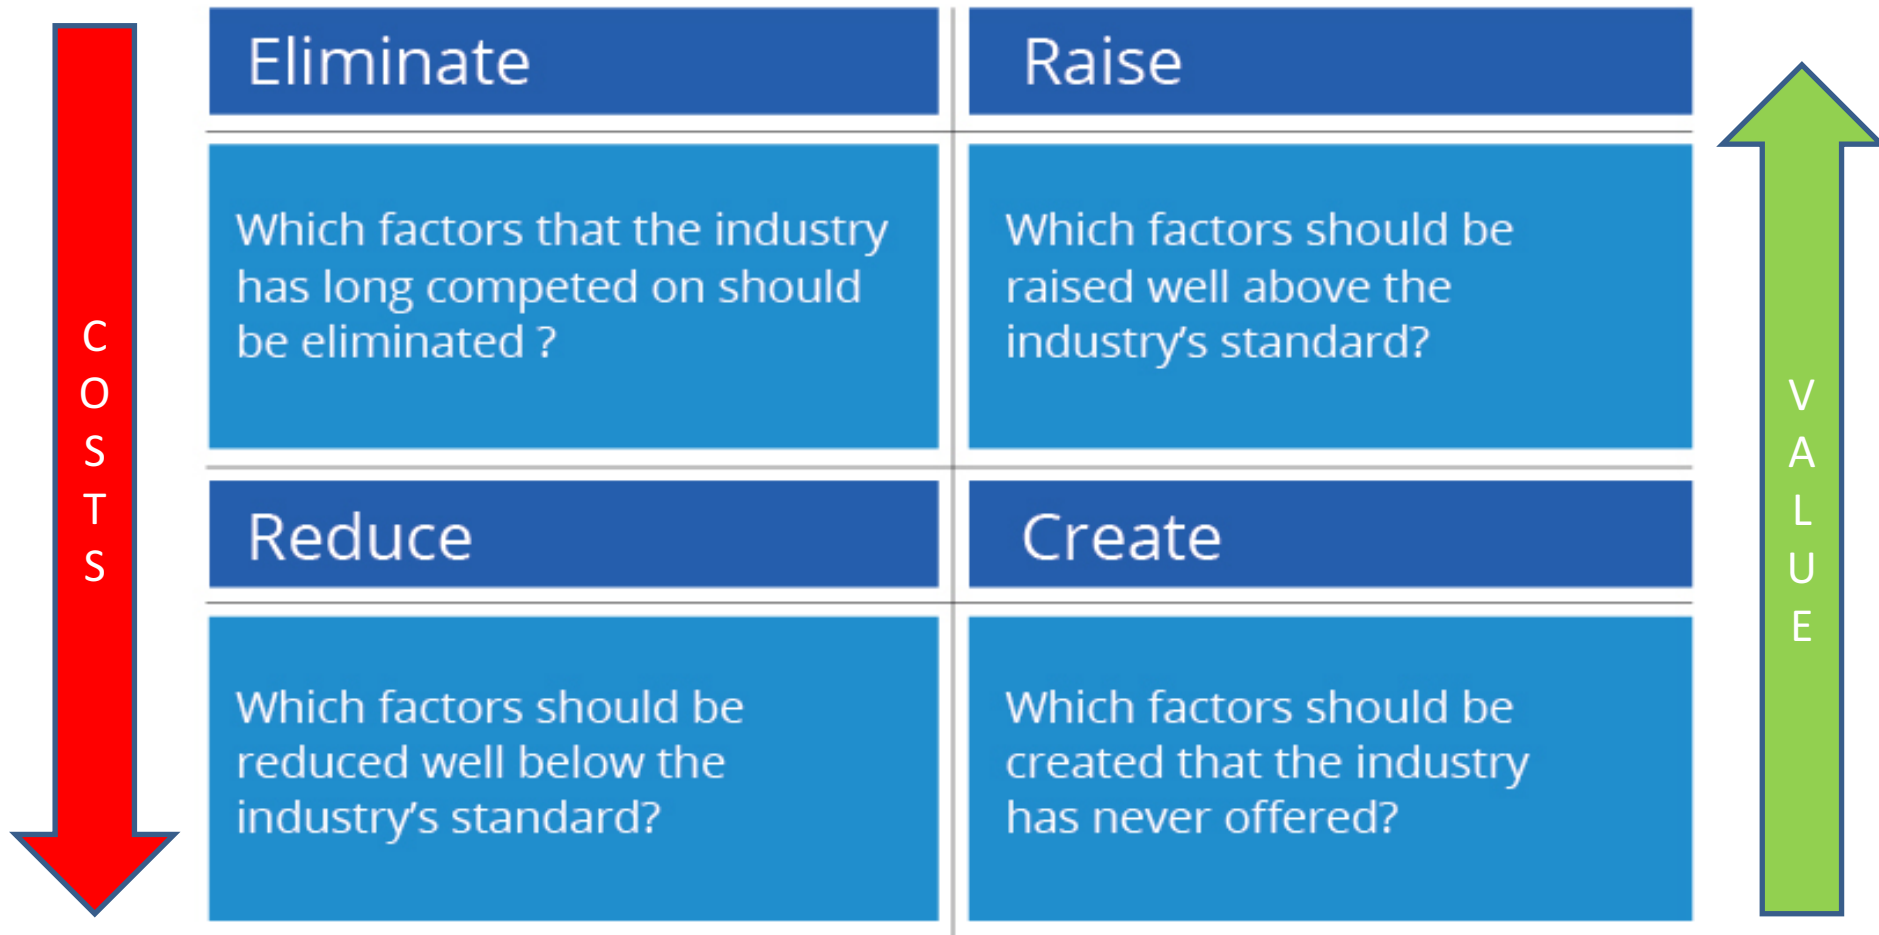 Eliminate
Which factors that the industry
has long competed on should
be eliminated ?
Raise
Which factors should be
raised well above the
industry’s standard?
Reduce
Which factors should be
reduced well below the
industry’s standard?
Create
Which factors should be
created that the industry
has never offered?
C
O
S
T
S
V
A
L
U
E